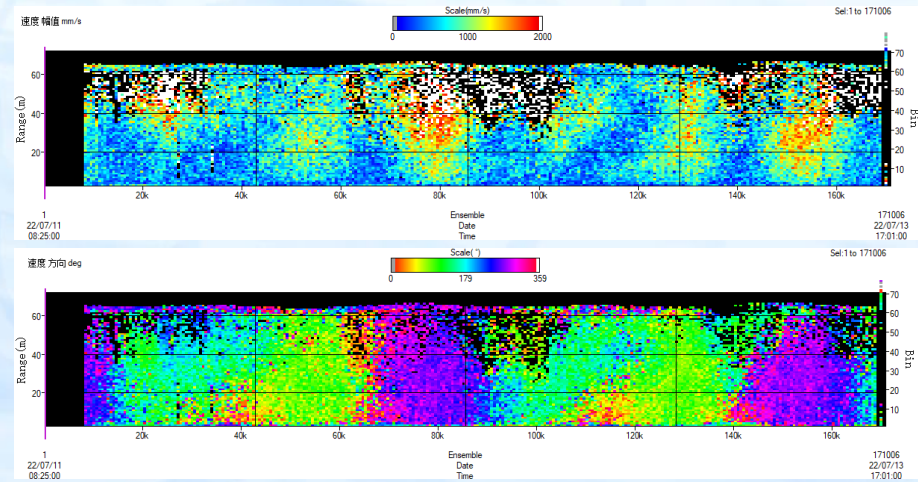 速度 幅值 mm/s
Scale(mm/s)
Sel:1 to 171006
0 1000 2000
Range(m)
60
40
20
70
60
50
40
30
20
10
Bin
20k 40k 60k 80k 100k 120k 140k 160k
1 Ensemble 171006
22/07/11 Date 22/07/13
08:25:00 Time 17:01:00
速度 方向 deg
Scale(°)
Sel:1 to 171006
0 179 359
Range(m)
60
40
20
70
60
50
40
30
20
10
Bin
20k 40k 60k 80k 100k 120k 140k 160k
1 Ensemble 171006
22/07/11 Date 22/07/13
08:25:00 Time 17:01:00